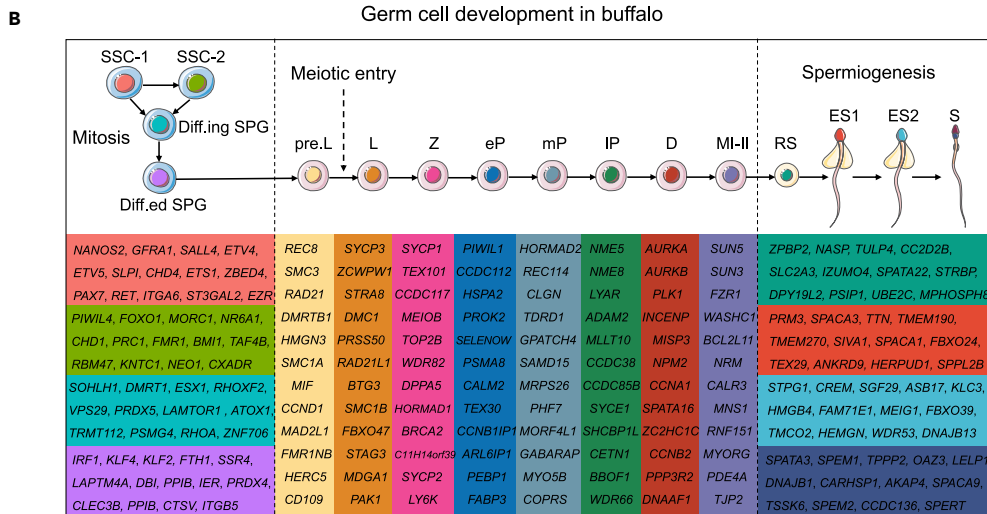 B
Germ cell development in buffalo
SSC-1
SSC-2
Mitosis
Diff.ing SPG
Diff.ed SPG
Meiotic entry
pre.L
L
Z
eP
mP
lP
D
MI-II
Spermiogenesis
RS
ES1
ES2
S
NANOS2, GFRA1, SALL4, ETV4,
ETV5, SLPI, CHD4, ETS1, ZBED4,
PAX7, RET, ITGA6, ST3GAL2, EZR
PIWIL4, FOXO1, MORC1, NR6A1,
CHD1, PRC1, FMR1, BMI1, TAF4B,
RBM47, KNTC1, NEO1, CXADR
SOHLH1, DMRT1, ESX1, RHOXF2,
VPS29, PRDX5, LAMTOR1, ATOX1,
TRMT112, PSMG4, RHOA, ZNF706
IRF1, KLF4, KLF2, FTH1, SSR4,
LAPTM4A, DBI, PPIB, IER, PRDX4,
CLEC3B, PPIB, CTSV, ITGB5
REC8
SMC3
RAD21
DMRTB1
HMGN3
SMC1A
MIF
CCND1
MAD2L1
FMR1NB
HERC5
CD109
SYCP3
ZCWPW1
STRA8
DMC1
PRSS50
RAD21L1
BTG3
SMC1B
FBXO47
STAG3
MDGA1
PAK1
SYCP1
TEX101
CCDC117
MEIOB
TOP2B
WDR82
DPPA5
HORMAD1
BRCA2
C11H14orf39
SYCP2
LY6K
PIWIL1
CCDC112
HSPA2
PROK2
SELENOW
PSMA8
CALM2
TEX30
CCNB1IP1
ARL6IP1
PEBP1
FABP3
HORMAD2
REC114
CLGN
TDRD1
GPATCH4
SAMD15
MRPS26
PHF7
MORF4L1
GABARAP
MYO5B
COPRS
NME5
NME8
LYAR
ADAM2
MLLT10
CCDC38
CCDC85B
SYCE1
SHCBP1L
CETN1
BBOF1
WDR66
AURKA
AURKB
PLK1
INCENP
MISP3
NPM2
CCNA1
SPATA16
ZC2HC1C
CCNB2
PPP3R2
DNAAF1
SUN5
SUN3
FZR1
WASHC1
BCL2L11
NRM
CALR3
MNS1
RNF151
MYORG
PDE4A
TJP2
ZPBP2, NASP, TULP4, CC2D2B,
SLC2A3, IZUMO4, SPATA22, STRBP,
DPY19L2, PSIP1, UBE2C, MPHOSPH8
PRM3, SPACA3, TTN, TMEM190,
TMEM270, SIVA1, SPACA1, FBXO24,
TEX29, ANKRD9, HERPUD1, SPPL2B
STPG1, CREM, SGF29, ASB17, KLC3,
HMGB4, FAM71E1, MEIG1, FBXO39,
TMCO2, HEMGN, WDR53, DNAJB13
SPATA3, SPEM1, TPPP2, OAZ3, LELP1
DNAJB1, CARHSP1, AKAP4, SPACA9,
TSSK6, SPEM2, CCDC136, SPERT